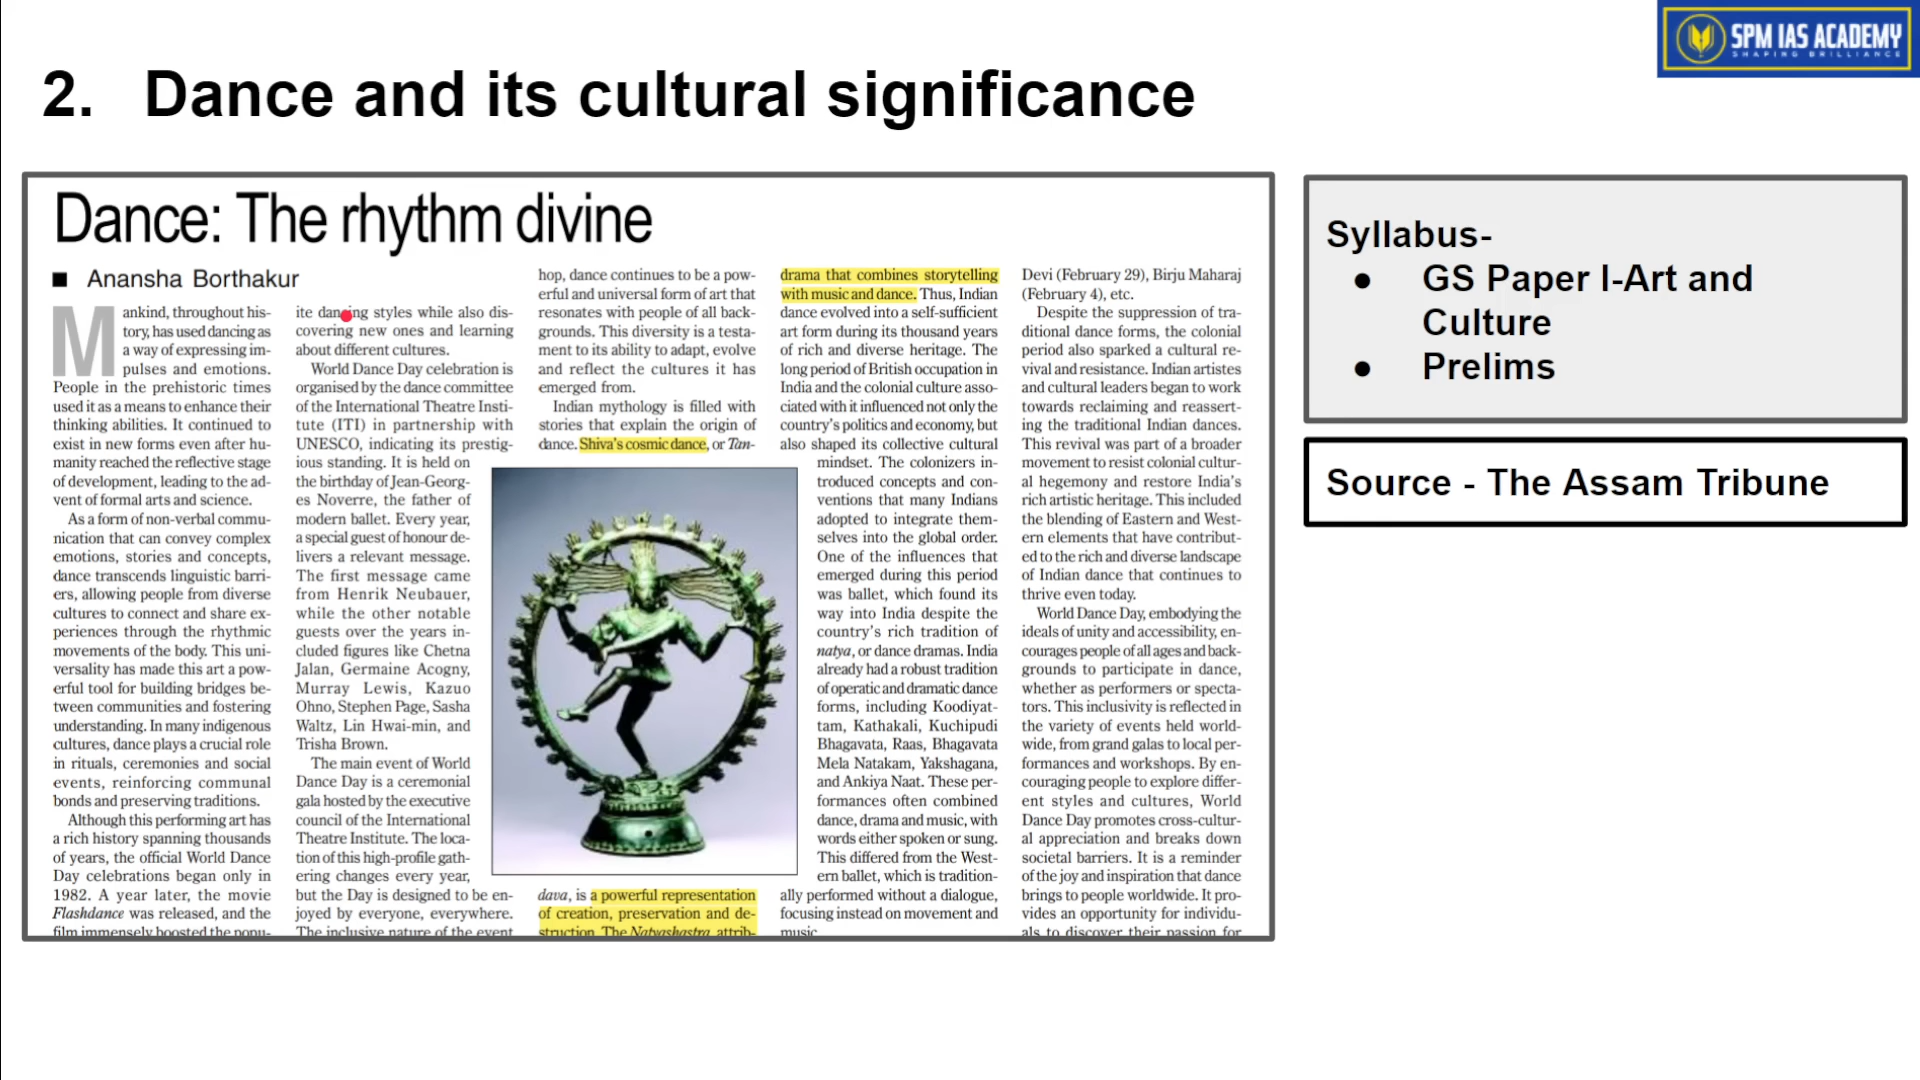 SPM IAS ACADEMY
SHAPING BRILLIANCE
2. Dance and its cultural significance
Dance: The rhythm divine
■ Anansha Borthakur
Mankind, throughout his-
tory, has used dancing as
a way of expressing im-
pulses and emotions.
People in the prehistoric times
used it as a means to enhance their
thinking abilities. It continued to
exist in new forms even after hu-
manity reached the reflective stage
of development, leading to the ad-
vent of formal arts and science.
As a form of non-verbal commu-
nication that can convey complex
emotions, stories and concepts,
dance transcends linguistic barri-
ers, allowing people from diverse
cultures to connect and share ex-
periences through the rhythmic
movements of the body. This uni-
versality has made this art a pow-
erful tool for building bridges be-
tween communities and fostering
understanding. In many indigenous
cultures, dance plays a crucial role
in rituals, ceremonies and social
events, reinforcing communal
bonds and preserving traditions.
Although this performing art has
a rich history spanning thousands
of years, the official World Dance
Day celebrations began only in
1982. A year later, the movie
Flashdance was released, and the
film immensely boosted the popu-
ite dancing styles while also dis-
covering new ones and learning
about different cultures.
World Dance Day celebration is
organised by the dance committee
of the International Theatre Insti-
tute (ITI) in partnership with
UNESCO, indicating its prestig-
ious standing. It is held on
the birthday of Jean-Georg-
es Noverre, the father of
modern ballet. Every year,
a special guest of honour de-
livers a relevant message.
The first message came
from Henrik Neubauer,
while the other notable
guests over the years in-
cluded figures like Chetna
Jalan, Germaine Acogny,
Murray Lewis, Kazuo
Ohno, Stephen Page, Sasha
Waltz, Lin Hwai-min, and
Trisha Brown.
The main event of World
Dance Day is a ceremonial
gala hosted by the executive
council of the International
Theatre Institute. The loca-
tion of this high-profile gath-
ering changes every year,
but the Day is designed to be en-
joyed by everyone, everywhere.
The inclusive nature of the event
hop, dance continues to be a pow-
erful and universal form of art that
resonates with people of all back-
grounds. This diversity is a testa-
ment to its ability to adapt, evolve
and reflect the cultures it has
emerged from.
Indian mythology is filled with
stories that explain the origin of
dance. Shiva's cosmic dance, or Tan-
dava, is a powerful representation
of creation, preservation and de-
struction. The Natyashastra, attrib-
drama that combines storytelling
with music and dance. Thus, Indian
dance evolved into a self-sufficient
art form during its thousand years
of rich and diverse heritage. The
long period of British occupation in
India and the colonial culture asso-
ciated with it influenced not only the
country's politics and economy, but
also shaped its collective cultural
mindset. The colonizers in-
troduced concepts and con-
ventions that many Indians
adopted to integrate them-
selves into the global order.
One of the influences that
emerged during this period
was ballet, which found its
way into India despite the
country's rich tradition of
natya, or dance dramas. India
already had a robust tradition
of operatic and dramatic dance
forms, including Koodiyat-
tam, Kathakali, Kuchipudi
Bhagavata, Raas, Bhagavata
Mela Natakam, Yakshagana,
and Ankiya Naat. These per-
formances often combined
dance, drama and music, with
words either spoken or sung.
This differed from the West-
ern ballet, which is tradition-
ally performed without a dialogue,
focusing instead on movement and
music
Devi (February 29), Birju Maharaj
(February 4), etc.
Despite the suppression of tra-
ditional dance forms, the colonial
period also sparked a cultural re-
vival and resistance. Indian artistes
and cultural leaders began to work
towards reclaiming and reassert-
ing the traditional Indian dances.
This revival was part of a broader
movement to resist colonial cultur-
al hegemony and restore India's
rich artistic heritage. This included
the blending of Eastern and West-
ern elements that have contribut-
ed to the rich and diverse landscape
of Indian dance that continues to
thrive even today.
World Dance Day, embodying the
ideals of unity and accessibility, en-
courages people of all ages and back-
grounds to participate in dance,
whether as performers or specta-
tors. This inclusivity is reflected in
the variety of events held world-
wide, from grand galas to local per-
formances and workshops. By en-
couraging people to explore differ-
ent styles and cultures, World
Dance Day promotes cross-cultur-
al appreciation and breaks down
societal barriers. It is a reminder
of the joy and inspiration that dance
brings to people worldwide. It pro-
vides an opportunity for individu-
als to discover their passion for
Syllabus-
● GS Paper I-Art and
Culture
● Prelims
Source - The Assam Tribune